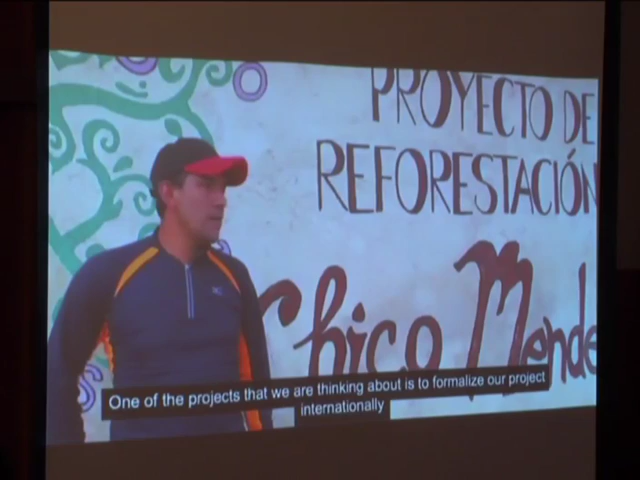 PROYECTO DE
REFORESTACIÓN
Chico Mende
One of the projects that we are thinking about is to formalize our project
internationally